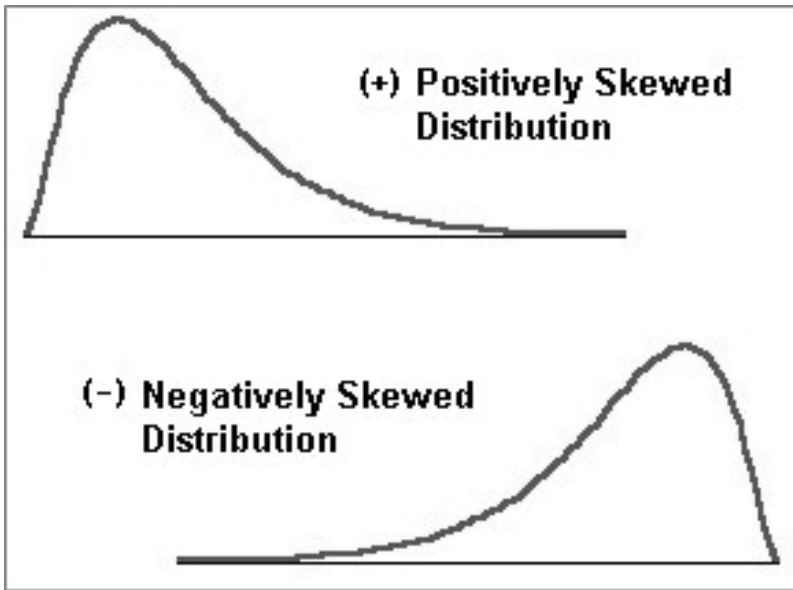 (+) Positively Skewed
Distribution
(-) Negatively Skewed
Distribution